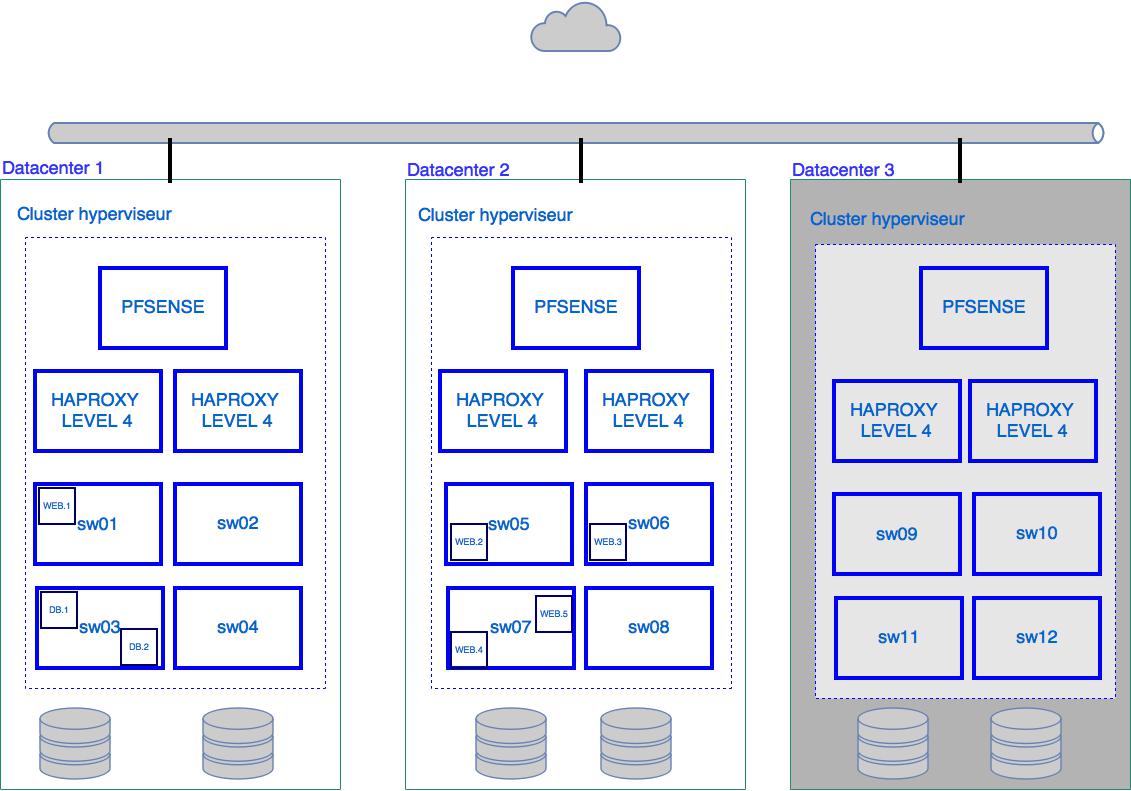 Datacenter 1
Cluster hyperviseur
PFSENSE
HAPROXY
LEVEL 4
HAPROXY
LEVEL 4
WEB.1
sw01
sw02
DB.1
sw03
DB.2
sw04
Datacenter 2
Cluster hyperviseur
PFSENSE
HAPROXY
LEVEL 4
HAPROXY
LEVEL 4
sw05
WEB.2
sw06
WEB.3
WEB.5
sw07
WEB.4
sw08
Datacenter 3
Cluster hyperviseur
PFSENSE
HAPROXY
LEVEL 4
HAPROXY
LEVEL 4
sw09
sw10
sw11
sw12